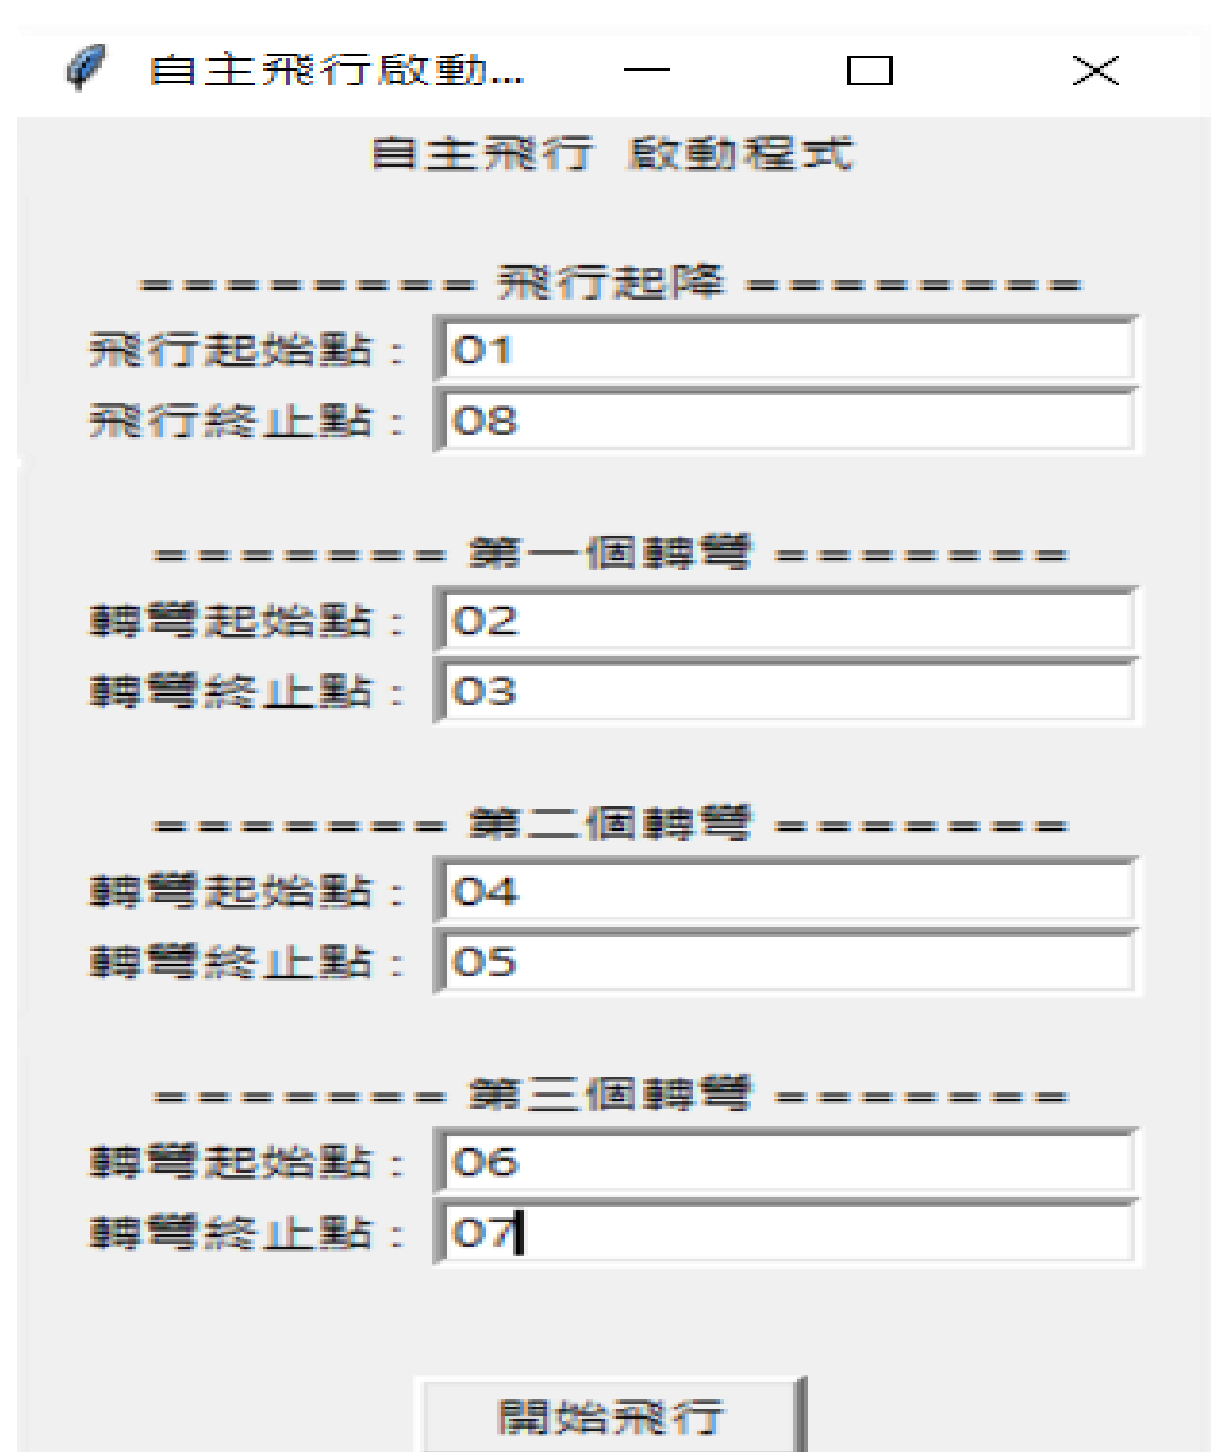 自主飛行啟動...
自主飛行 啟動程式
-------- 飛行起降 --------
飛行起始點 : 01
飛行終止點 : 08
------- 第一個轉彎 -------
轉彎起始點 : 02
轉彎終止點 : 03
------- 第二個轉彎 -------
轉彎起始點 : 04
轉彎終止點 : 05
------- 第三個轉彎 -------
轉彎起始點 : 06
轉彎終止點 : 07
開始飛行